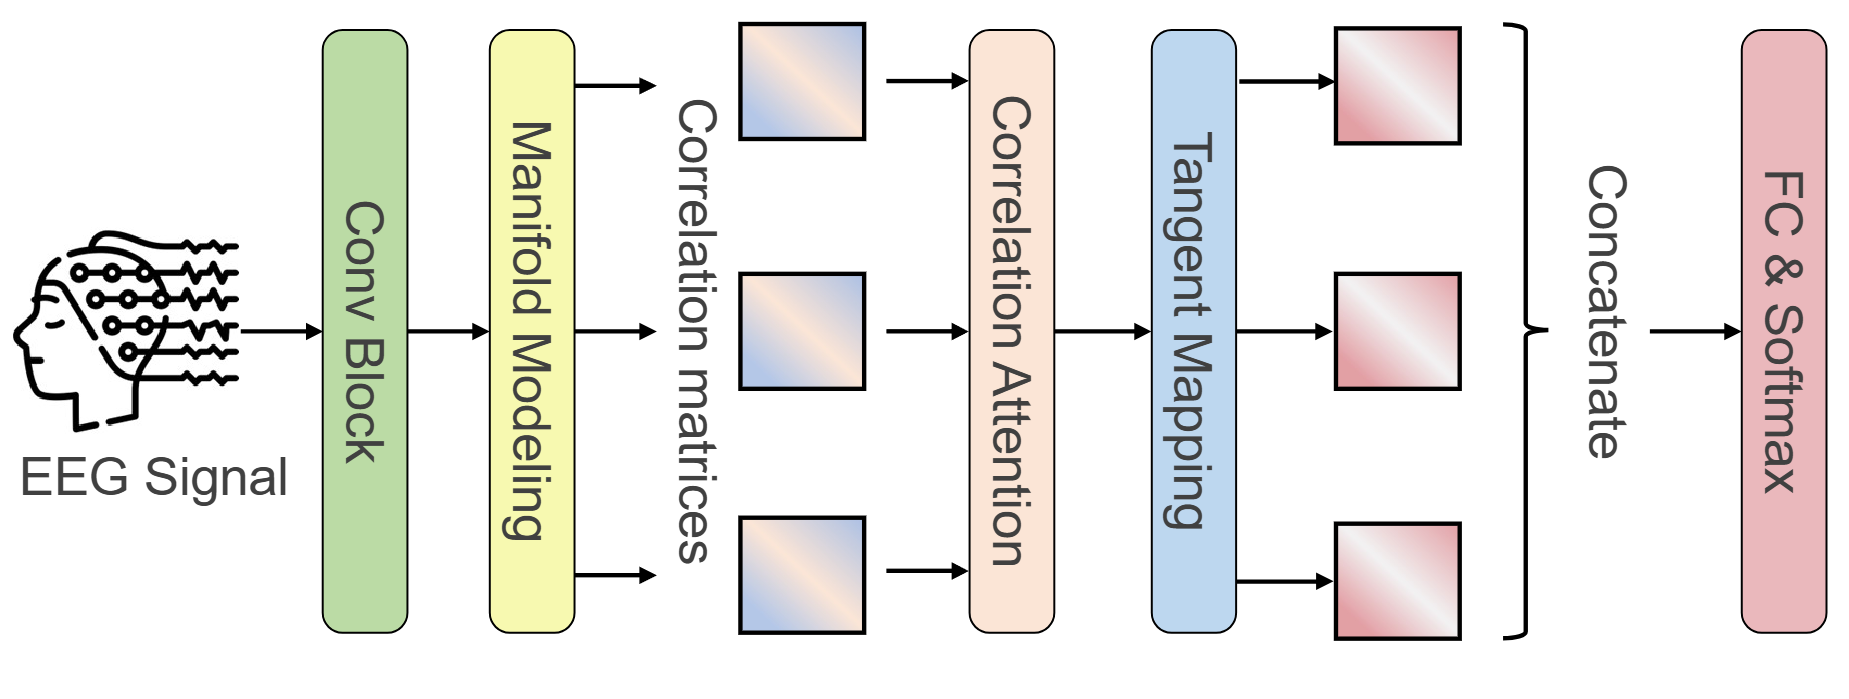 EEG Signal
Conv Block
Manifold Modeling
Correlation matrices
Correlation Attention
Tangent Mapping
Concatenate
FC & Softmax